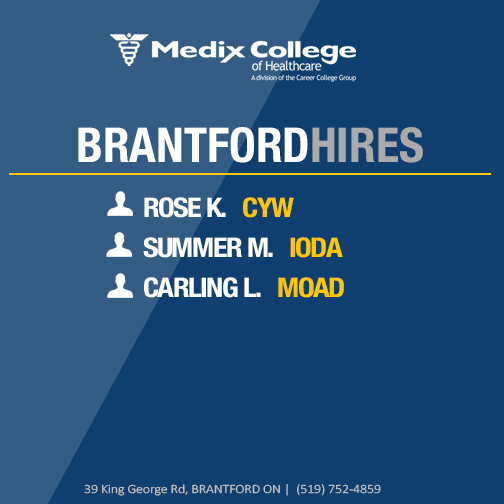 Medix College
of Healthcare
A division of the Career College Group
BRANTFORDHIRES
ROSE K. CYW
SUMMER M. IODA
CARLING L. MOAD
39 King George Rd, BRANTFORD ON | (519) 752-4859